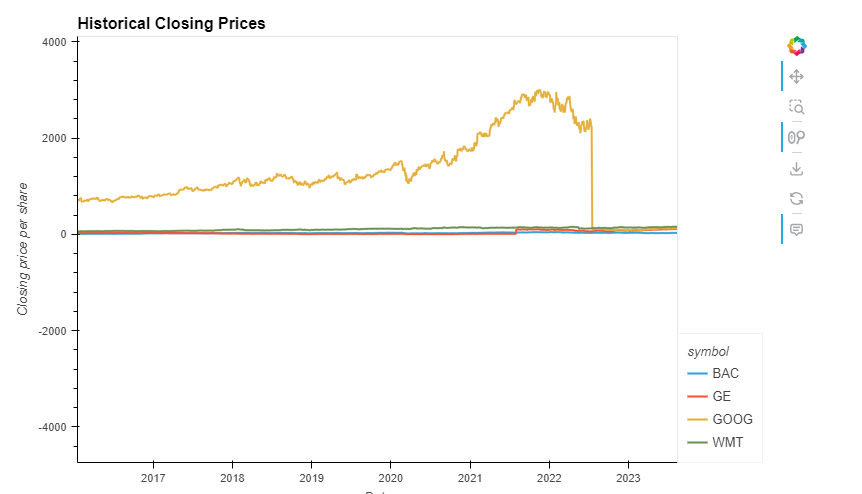 Historical Closing Prices
4000
2000
0
-2000
-4000
Closing price per share
2017
2018
2019
2020
2021
2022
2023
symbol
BAC
GE
GOOG
WMT